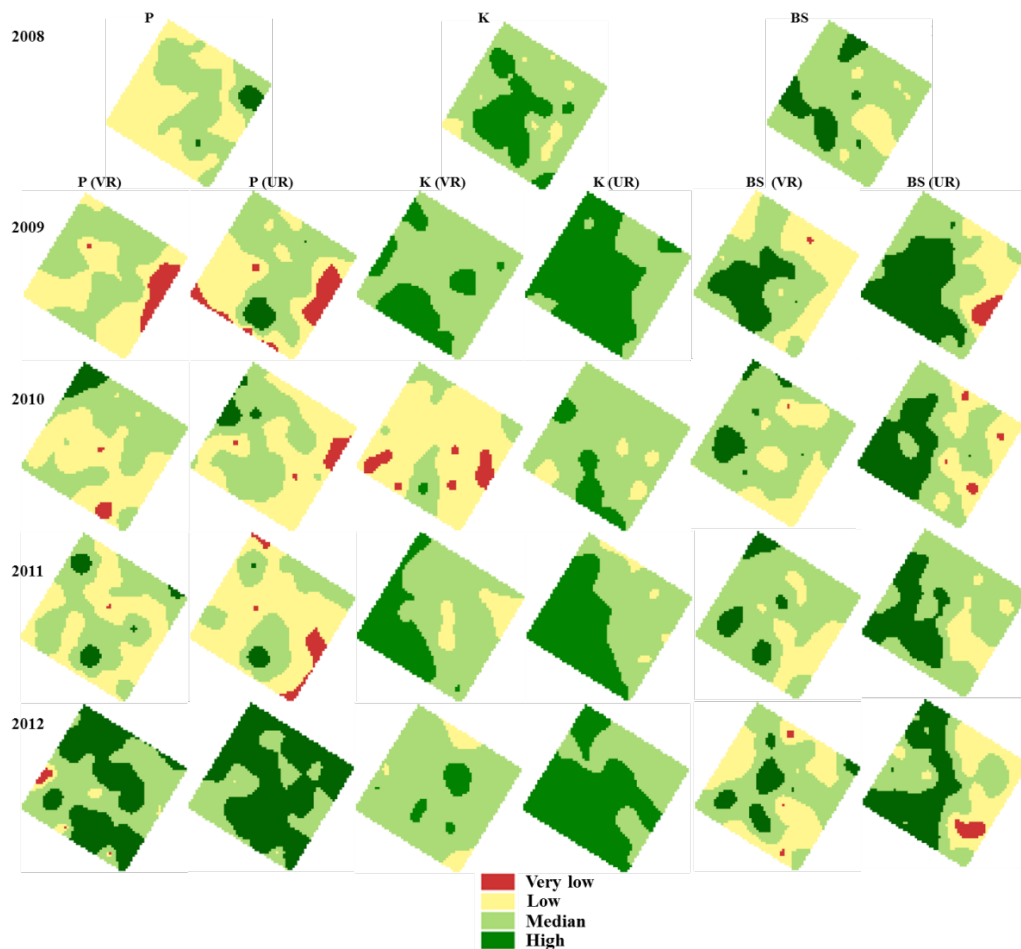 P K BS
2008
P (VR) P (UR) K (VR) K (UR) BS (VR) BS (UR)
2009
2010
2011
2012
Very low
Low
Median
High